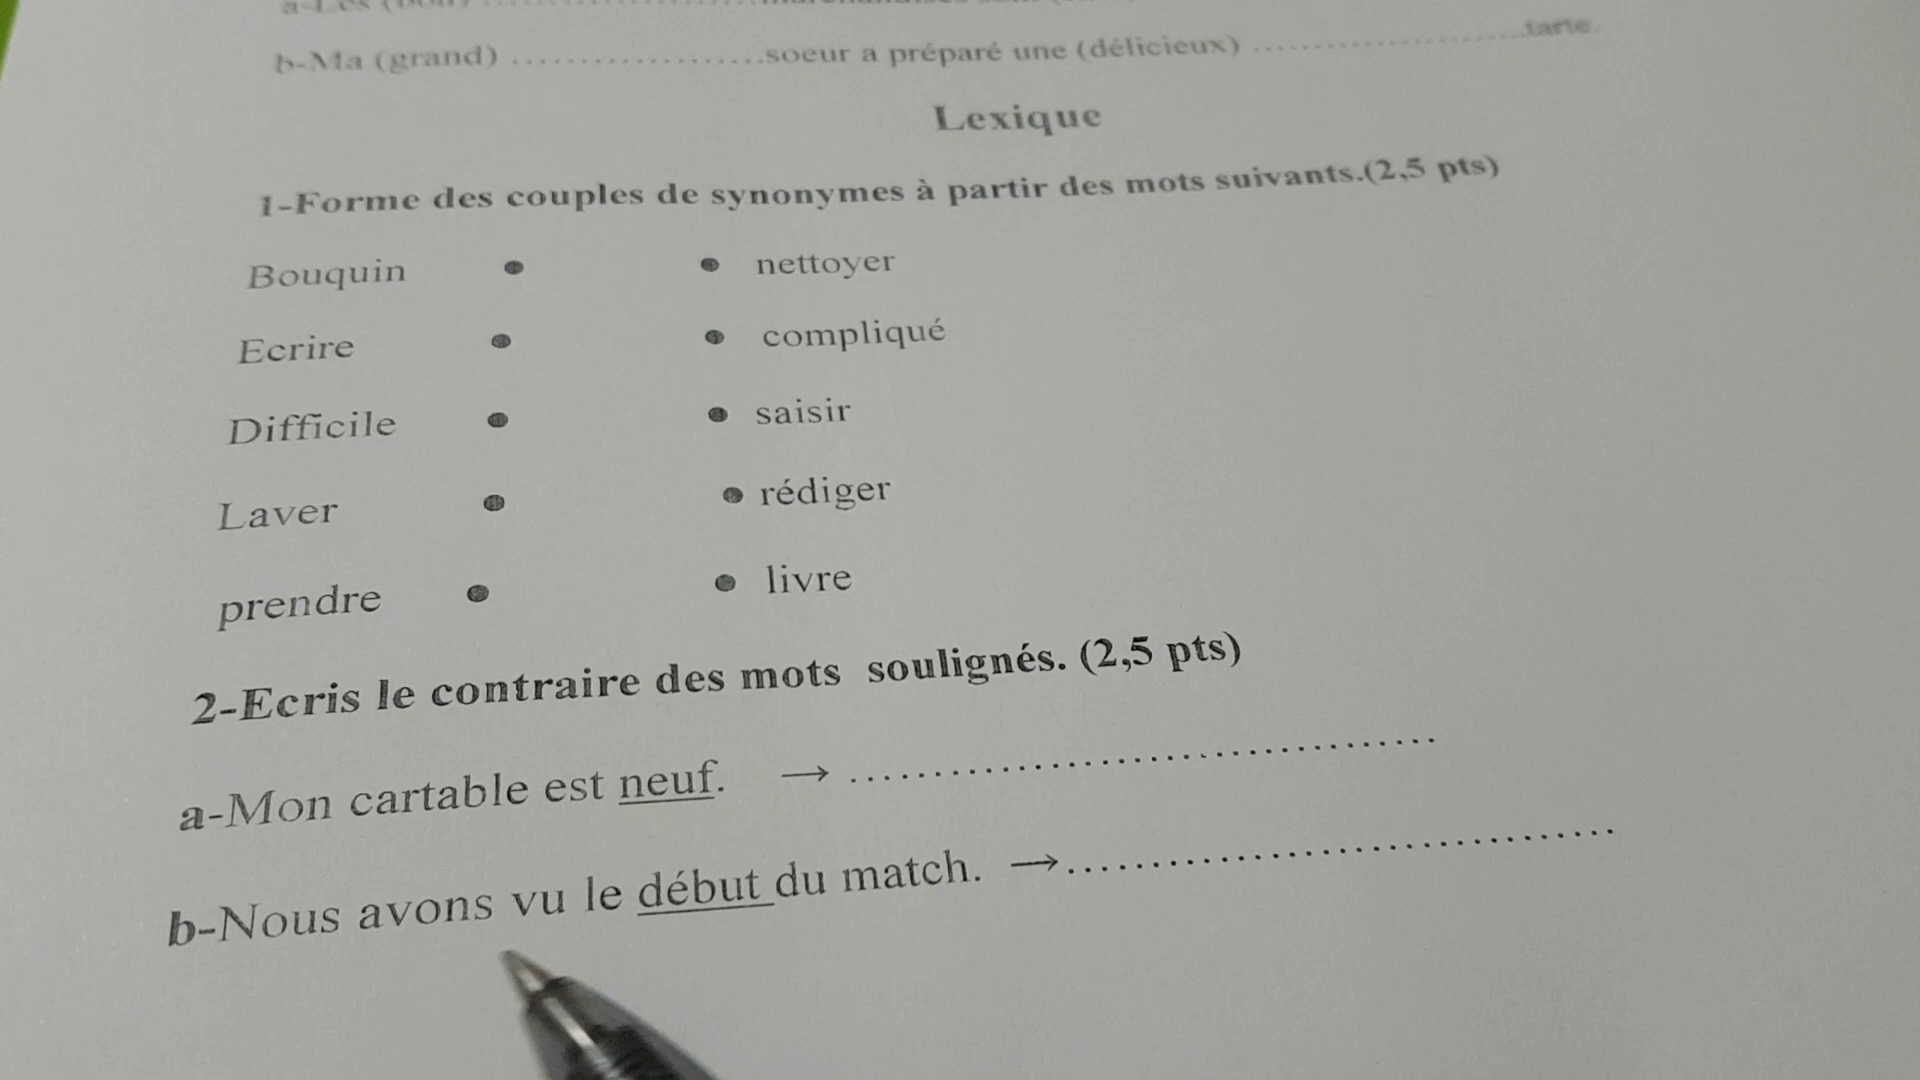 b-Ma (grand) ......................soeur a préparé une (délicieux) ........................tarte.
Lexique
1-Forme des couples de synonymes à partir des mots suivants.(2,5 pts)
Bouquin • • nettoyer
Ecrire • • compliqué
Difficile • • saisir
Laver • • rédiger
prendre • • livre
2-Ecris le contraire des mots soulignés. (2,5 pts)
a-Mon cartable est neuf. → ....................................
b-Nous avons vu le début du match. →..................................